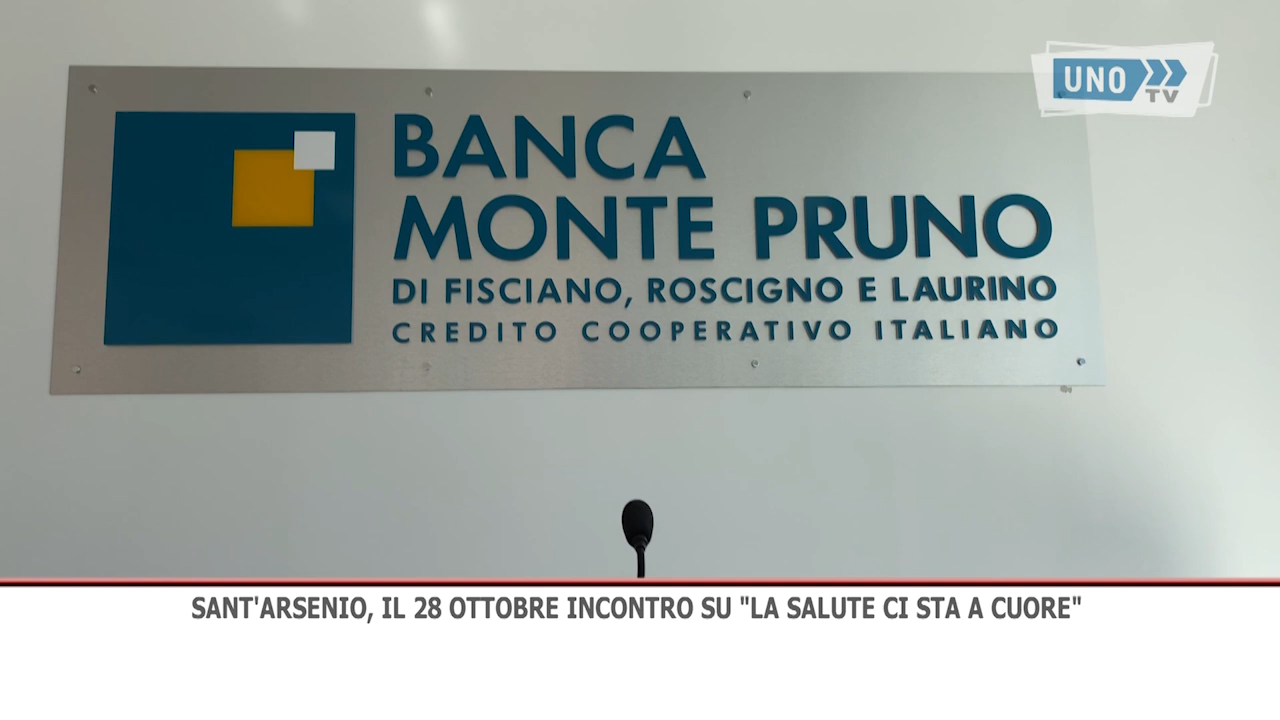 UNO
TV
BANCA
MONTE PRUNO
DI FISCIANO, ROSCIGNO E LAURINO
CREDITO COOPERATIVO ITALIANO
SANT'ARSENIO, IL 28 OTTOBRE INCONTRO SU "LA SALUTE CI STA A CUORE"